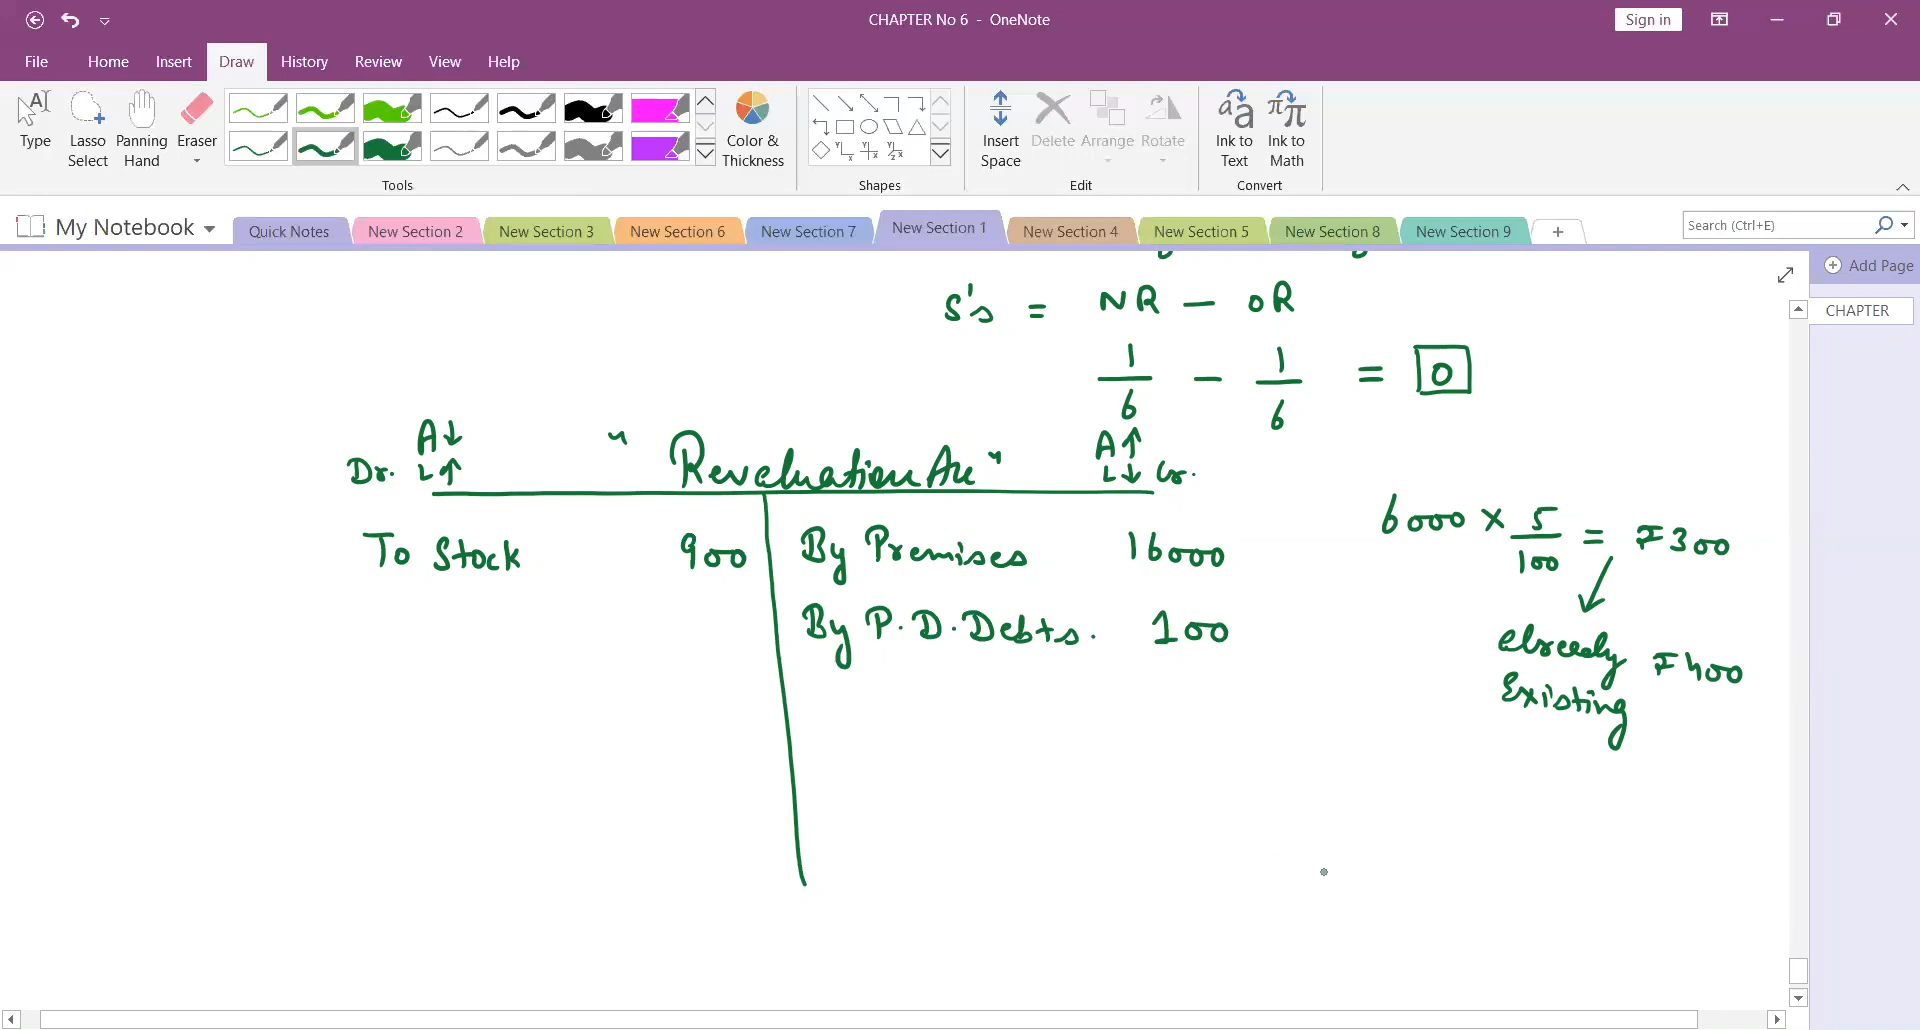 CHAPTER No 6 - OneNote
Sign in
File Home Insert Draw History Review View Help
Type
Lasso Select
Panning Hand
Eraser
Color & Thickness
Insert Space
Delete
Arrange
Rotate
Ink to Text
Ink to Math
Tools
Shapes
Edit
Convert
My Notebook
Quick Notes
New Section 2
New Section 3
New Section 6
New Section 7
New Section 1
New Section 4
New Section 5
New Section 8
New Section 9
Search (Ctrl+E)
Add Page
CHAPTER
S's = NR - OR
1/6 - 1/6 = 0
Dr. A↓ L↑ "Revaluation A/c" A↑ L↓ Cr.
To Stock 900
By Premises 16000
By P.D.Debts. 100
6000 × 5/100 = ₹300
already ₹400
Existing